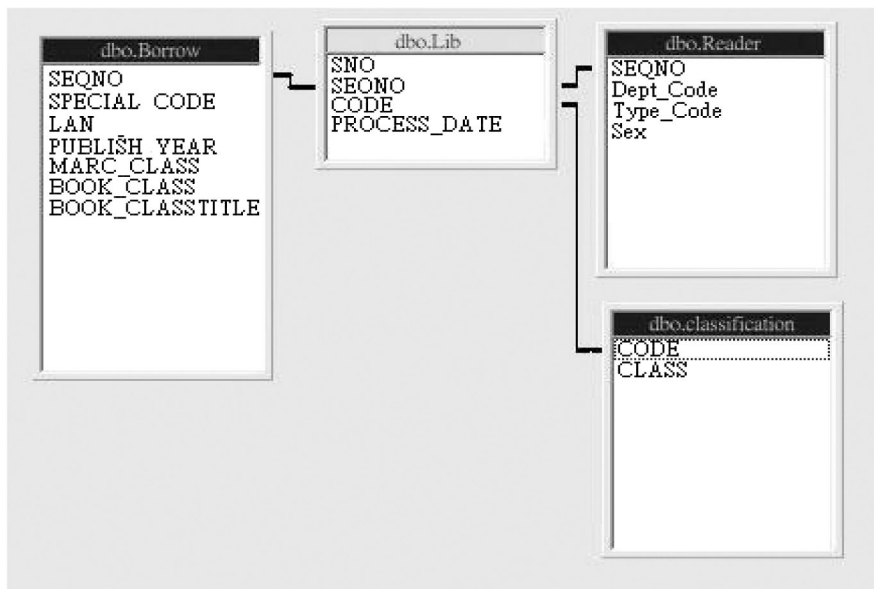 dbo.Borrow
SEQNO
SPECIAL CODE
LAN
PUBLISH YEAR
MARC_CLASS
BOOK_CLASS
BOOK_CLASSTITLE
dbo.Lib
SNO
SEONO
CODE
PROCESS_DATE
dbo.Reader
SEQNO
Dept_Code
Type_Code
Sex
dbo.classification
CODE
CLASS